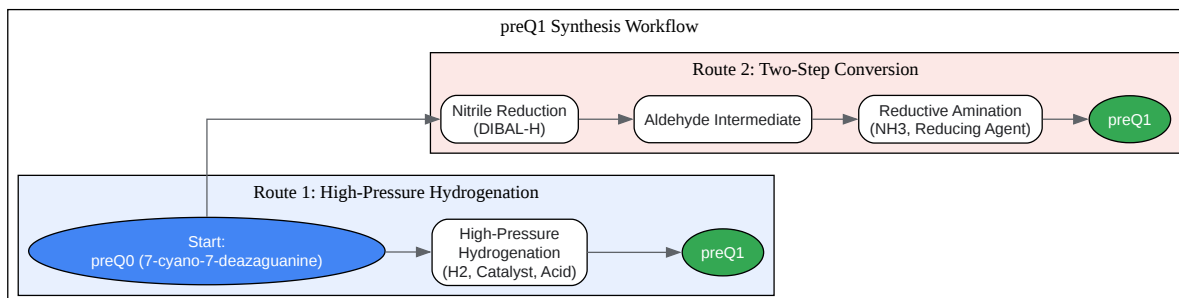 preQ1 Synthesis Workflow
Route 2: Two-Step Conversion
Nitrile Reduction
(DIBAL-H)
Aldehyde Intermediate
Reductive Amination
(NH3, Reducing Agent)
preQ1
Route 1: High-Pressure Hydrogenation
Start:
preQ0 (7-cyano-7-deazaguanine)
High-Pressure
Hydrogenation
(H2, Catalyst, Acid)
preQ1